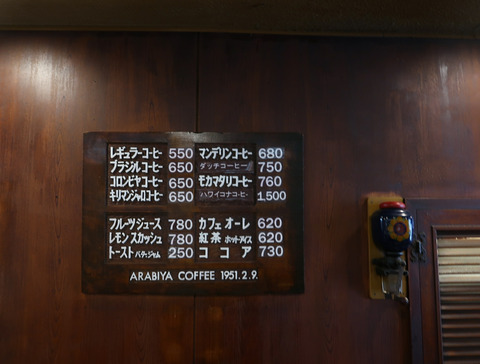 レギュラーコーヒー 550 マンデリンコーヒー 680
ブラジルコーヒー 650 ダッチコーヒー 750
コロンビヤコーヒー 650 モカマタリコーヒー 760
キリマンジャロコーヒー 650 ハワイコナコーヒー 1,500
フルーツジュース 780 カフェオーレ 620
レモンスカッシュ 780 紅茶 ホット・アイス 620
トースト バター・ジャム 250 ココア 730
ARABIYA COFFEE 1951.2.9.